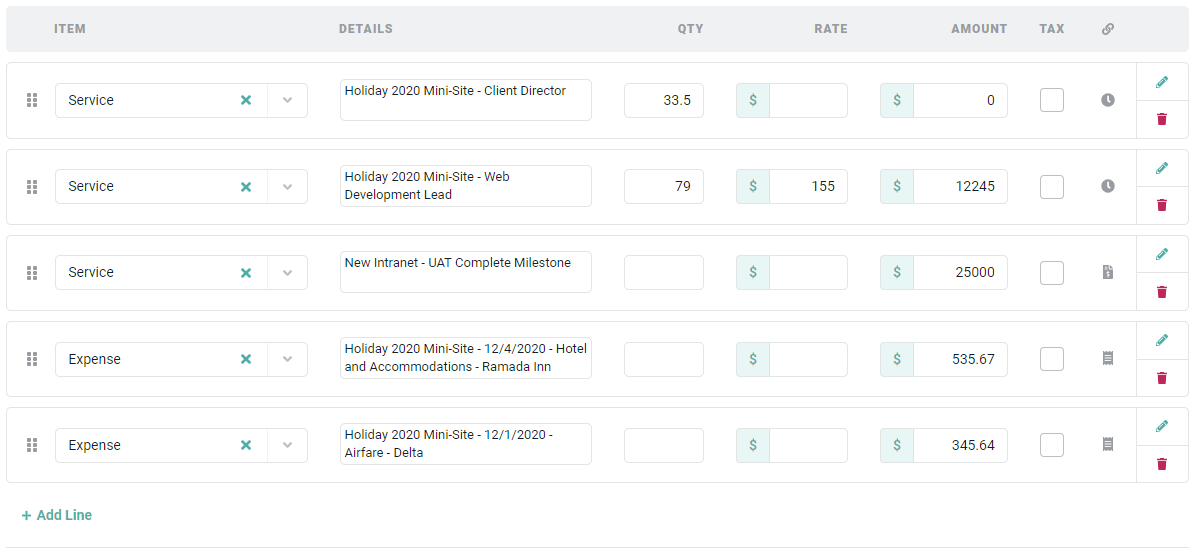 ITEM DETAILS QTY RATE AMOUNT TAX
Service Holiday 2020 Mini-Site - Client Director 33.5 $ $ 0
Service Holiday 2020 Mini-Site - Web
Development Lead 79 $ 155 $ 12245
Service New Intranet - UAT Complete Milestone $ $ 25000
Expense Holiday 2020 Mini-Site - 12/4/2020 - Hotel
and Accommodations - Ramada Inn $ $ 535.67
Expense Holiday 2020 Mini-Site - 12/1/2020 -
Airfare - Delta $ $ 345.64
+ Add Line